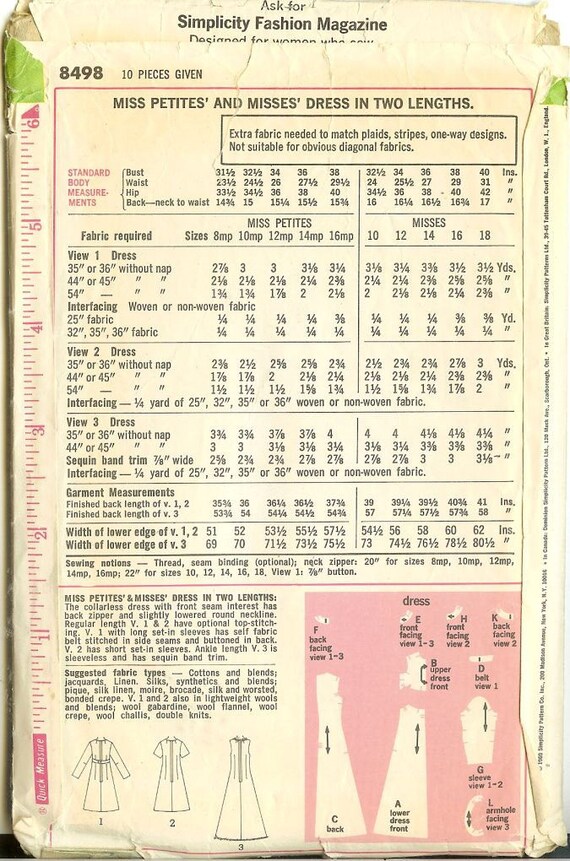 Ask for
Simplicity Fashion Magazine
Designed for women who sew
8498 10 PIECES GIVEN
MISS PETITES' AND MISSES' DRESS IN TWO LENGTHS.
Extra fabric needed to match plaids, stripes, one-way designs.
Not suitable for obvious diagonal fabrics.
STANDARD BODY MEASUREMENTS
Bust 31½ 32½ 34 36 38 32½ 34 36 38 40 Ins.
Waist 23½ 24½ 26 27½ 29½ 24 25½ 27 29 31 "
Hip 33½ 34½ 36 38 40 34½ 36 38 40 42 "
Back—neck to waist 14¾ 15 15¼ 15½ 15¾ 16 16¼ 16½ 16¾ 17 "
MISS PETITES MISSES
Fabric required Sizes 8mp 10mp 12mp 14mp 16mp 10 12 14 16 18
View 1 Dress
35" or 36" without nap 2⅞ 3 3 3⅛ 3¼ 3⅛ 3¼ 3⅜ 3½ 3½ Yds.
44" or 45" " " 2⅛ 2⅛ 2⅛ 2¼ 2⅜ 2¼ 2¼ 2⅜ 2⅝ 2⅝ "
54" — " " 1¾ 1¾ 1⅞ 2 2⅛ 2 2⅛ 2⅛ 2¼ 2⅜ "
Interfacing Woven or non-woven fabric
25" fabric ¼ ¼ ¼ ¼ ⅜ ¼ ¼ ¼ ⅜ ⅜ Yd.
32", 35", 36" fabric ¼ ¼ ¼ ¼ ¼ ¼ ¼ ¼ ¼ ¼ "
View 2 Dress
35" or 36" without nap 2⅜ 2½ 2⅝ 2⅝ 2¾ 2½ 2¾ 2¾ 2⅞ 3 Yds.
44" or 45" " " 1⅞ 1⅞ 2 2⅛ 2¼ 2⅛ 2⅛ 2¼ 2⅜ 2⅜ "
54" — " " 1½ 1½ 1½ 1⅝ 1¾ 1½ 1⅝ 1¾ 1⅞ 2 "
Interfacing — ¼ yard of 25", 32", 35" or 36" woven or non-woven fabric.
View 3 Dress
35" or 36" without nap 3¾ 3¾ 3⅞ 3⅞ 4 4 4 4⅛ 4⅛ 4¼ "
44" or 45" " " 3 3 3⅛ 3⅛ 3¼ 3¼ 3¼ 3⅜ 3⅜ 3⅜ "
Sequin band trim ⅞" wide 2⅝ 2¾ 2¾ 2⅞ 2⅞ 2⅞ 2⅞ 3 3 3⅛ "
Interfacing — ¼ yard of 25", 32", 35" or 36" woven or non-woven fabric.
Garment Measurements
Finished back length of v. 1, 2 35¾ 36 36¼ 36½ 37¾ 39 39¼ 39½ 40¾ 41 Ins.
Finished back length of v. 3 53¾ 54 54¼ 54½ 54¾ 57 57¼ 57½ 57¾ 58 "
Width of lower edge of v. 1, 2 51 52 53½ 55½ 57½ 54½ 56 58 60 62 Ins.
Width of lower edge of v. 3 69 70 71½ 73½ 75½ 73 74½ 76½ 78½ 80½ "
Sewing notions — Thread, seam binding (optional); neck zipper: 20" for sizes 8mp, 10mp, 12mp,
14mp, 16mp; 22" for sizes 10, 12, 14, 16, 18. View 1: ⅞" button.
MISS PETITES' & MISSES' DRESS IN TWO LENGTHS:
The collarless dress with front seam interest has
back zipper and slightly lowered round neckline.
Regular length V. 1 & 2 have optional top-stitch-
ing. V. 1 with long set-in sleeves has self fabric
belt stitched in side seams and buttoned in back.
V. 2 has short set-in sleeves. Ankle length V. 3 is
sleeveless and has sequin band trim.
Suggested fabric types — Cottons and blends;
jacquards, Linen. Silks, synthetics and blends;
pique, silk linen, moire, brocade, silk and worsted,
bonded crepe. V. 1 and 2 also in lightweight wools
and blends; wool gabardine, wool flannel, wool
crepe, wool challis, double knits.
1
2
3
dress
F
back
facing
view 1-3
E
front
facing
view 1-3
H
front
facing
view 2
K
back
facing
view 2
B
upper
dress
front
D
belt
view 1
G
sleeve
view 1-2
L
armhole
facing
view 3
C
back
A
lower
dress
front
6
5
4
3
2
Quick Measure